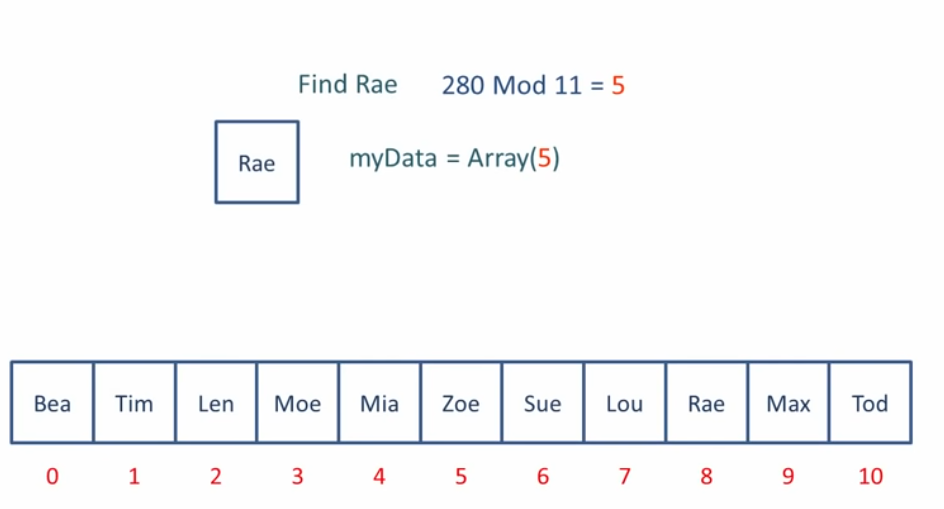 Find Rae 280 Mod 11 = 5
Rae myData = Array(5)
Bea Tim Len Moe Mia Zoe Sue Lou Rae Max Tod
0 1 2 3 4 5 6 7 8 9 10